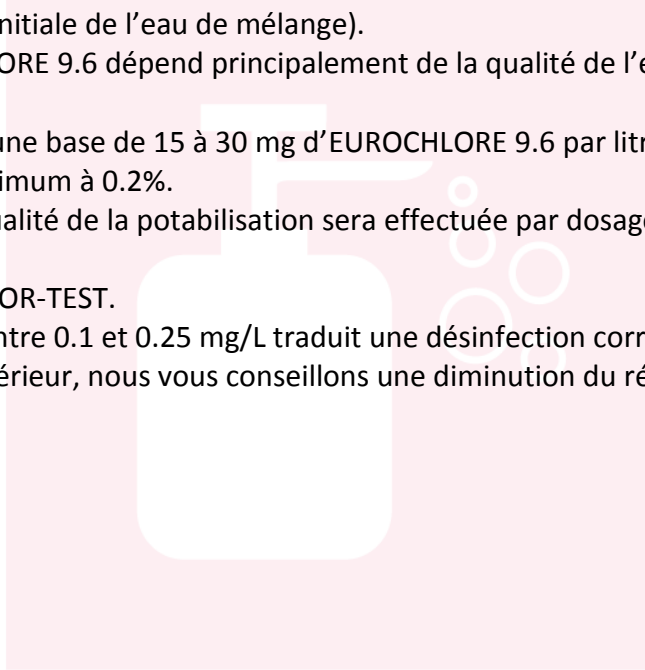 nitiale de l’eau de mélange).
ORE 9.6 dépend principalement de la qualité de l’e
une base de 15 à 30 mg d’EUROCHLORE 9.6 par litr
imum à 0.2%.
ualité de la potabilisation sera effectuée par dosag
OR-TEST.
ntre 0.1 et 0.25 mg/L traduit une désinfection corr
érieur, nous vous conseillons une diminution du ré